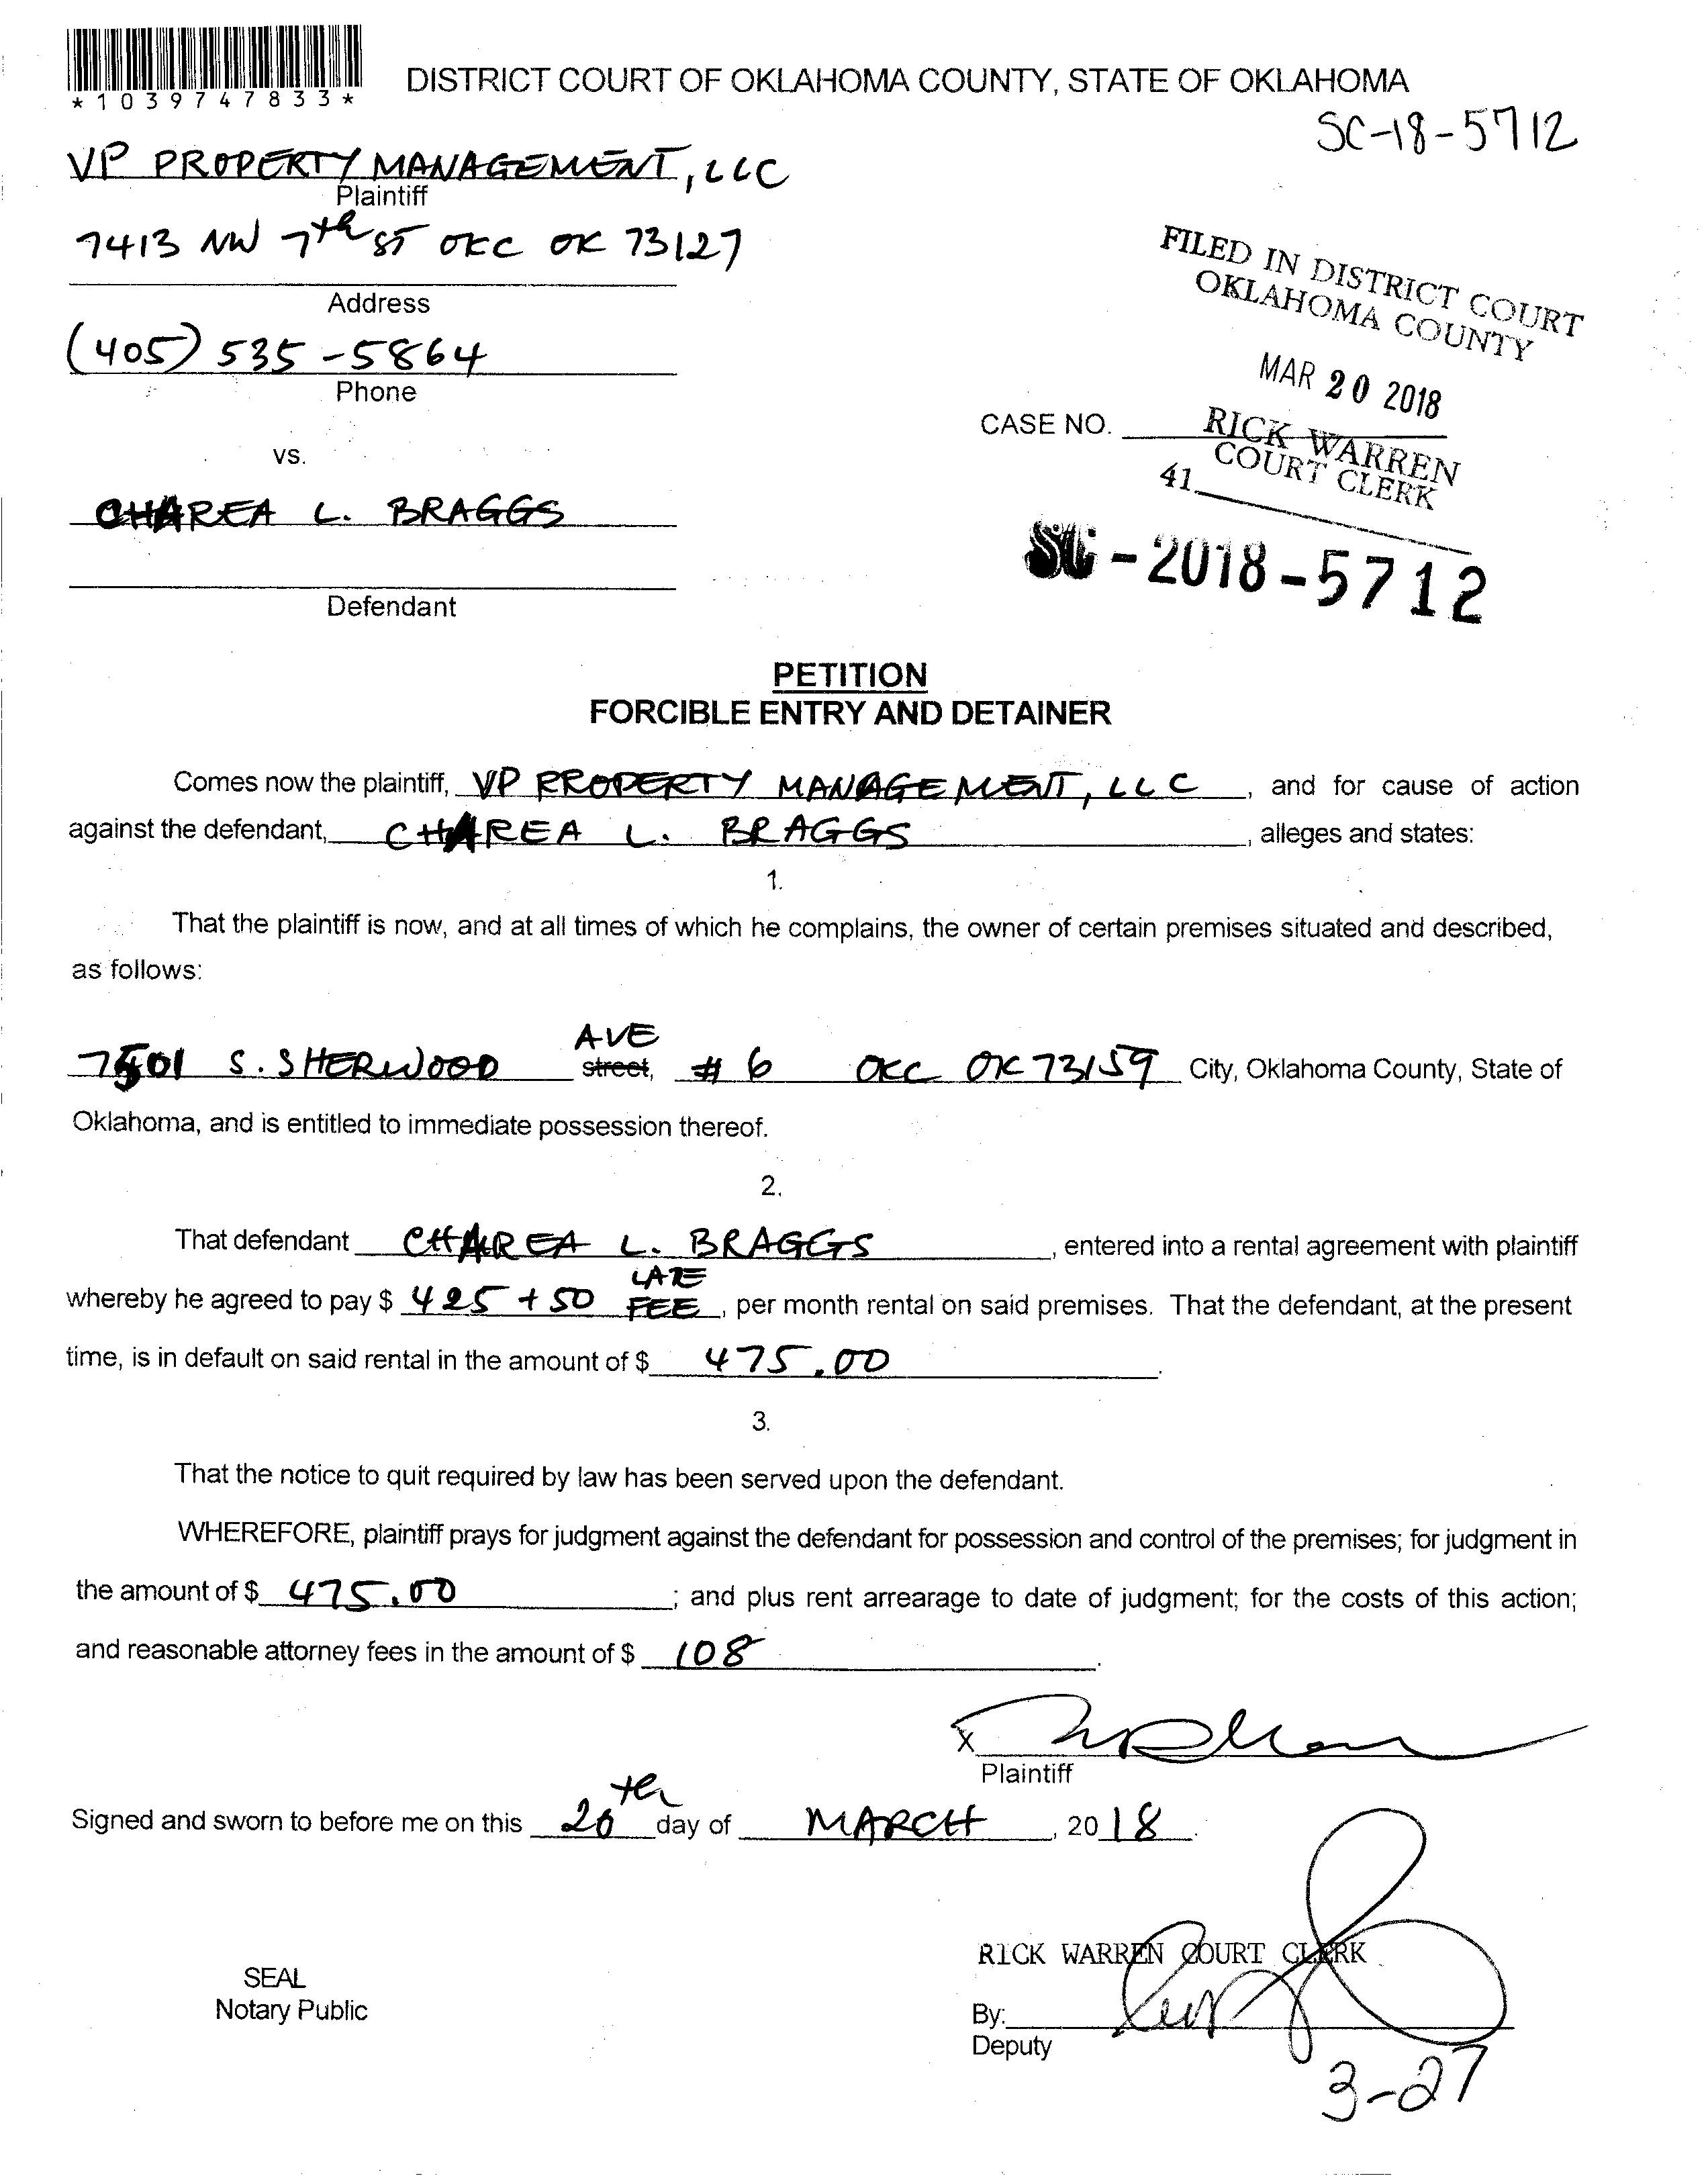 *1039747833*
DISTRICT COURT OF OKLAHOMA COUNTY, STATE OF OKLAHOMA
SC-18-5712
VP PROPERTY MANAGEMENT, LLC
Plaintiff
7413 NW 7th ST OKC OK 73127
Address
(405) 535-5864
Phone
FILED IN DISTRICT COURT
OKLAHOMA COUNTY
MAR 20 2018
RICK WARREN
COURT CLERK
41
CASE NO.
vs.
CHAREA L. BRAGGS
Defendant
SC-2018-5712
PETITION
FORCIBLE ENTRY AND DETAINER
Comes now the plaintiff, VP PROPERTY MANAGEMENT, LLC, and for cause of action
against the defendant, CHAREA L. BRAGGS, alleges and states:
1.
That the plaintiff is now, and at all times of which he complains, the owner of certain premises situated and described,
as follows:
AVE
7501 S. SHERWOOD street, # 6 OKC OK 73159 City, Oklahoma County, State of
Oklahoma, and is entitled to immediate possession thereof.
2.
That defendant CHAREA L. BRAGGS, entered into a rental agreement with plaintiff
LATE
whereby he agreed to pay $ 425 + 50 FEE, per month rental on said premises. That the defendant, at the present
time, is in default on said rental in the amount of $ 475.00.
3.
That the notice to quit required by law has been served upon the defendant.
WHEREFORE, plaintiff prays for judgment against the defendant for possession and control of the premises; for judgment in
the amount of $ 475.00; and plus rent arrearage to date of judgment; for the costs of this action;
and reasonable attorney fees in the amount of $ 108.
X
Plaintiff
Signed and sworn to before me on this 20th day of MARCH, 2018.
RICK WARREN COURT CLERK
SEAL
Notary Public
By:
Deputy
3-27